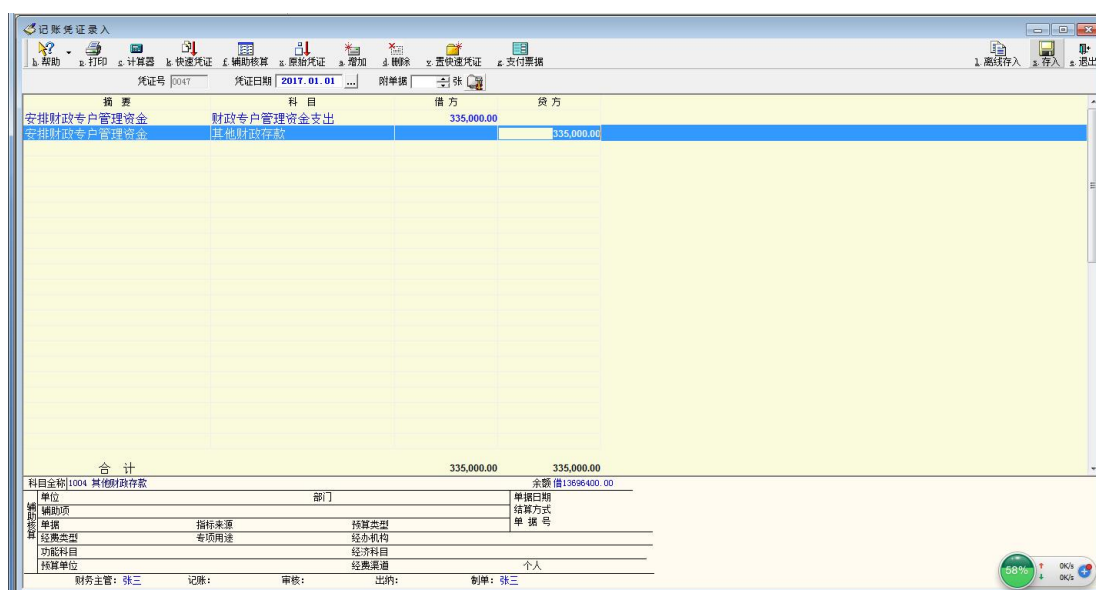 记账凭证录入
h.帮助 p.打印 c.计算器 k.快速凭证 f.辅助核算 x.原始凭证 a.增加 d.删除 y.置快速凭证 z.支付票据 l.离线存入 s.存入 e.退出
凭证号 0047 凭证日期 2017.01.01 ... 附单据 张
摘 要 科 目 借 方 贷 方
安排财政专户管理资金 财政专户管理资金支出 335,000.00
安排财政专户管理资金 其他财政存款 335,000.00
合 计 335,000.00 335,000.00
科目全称 1004 其他财政存款 余额 借13696400.00
辅助核算
单位 部门 单据日期
辅助项 结算方式
单据 指标来源 预算类型 单 据 号
经费类型 专项用途 经办机构
功能科目 经济科目
预算单位 经费渠道 个人
财务主管: 张三 记账: 审核: 出纳: 制单: 张三
58% 0K/s
0K/s